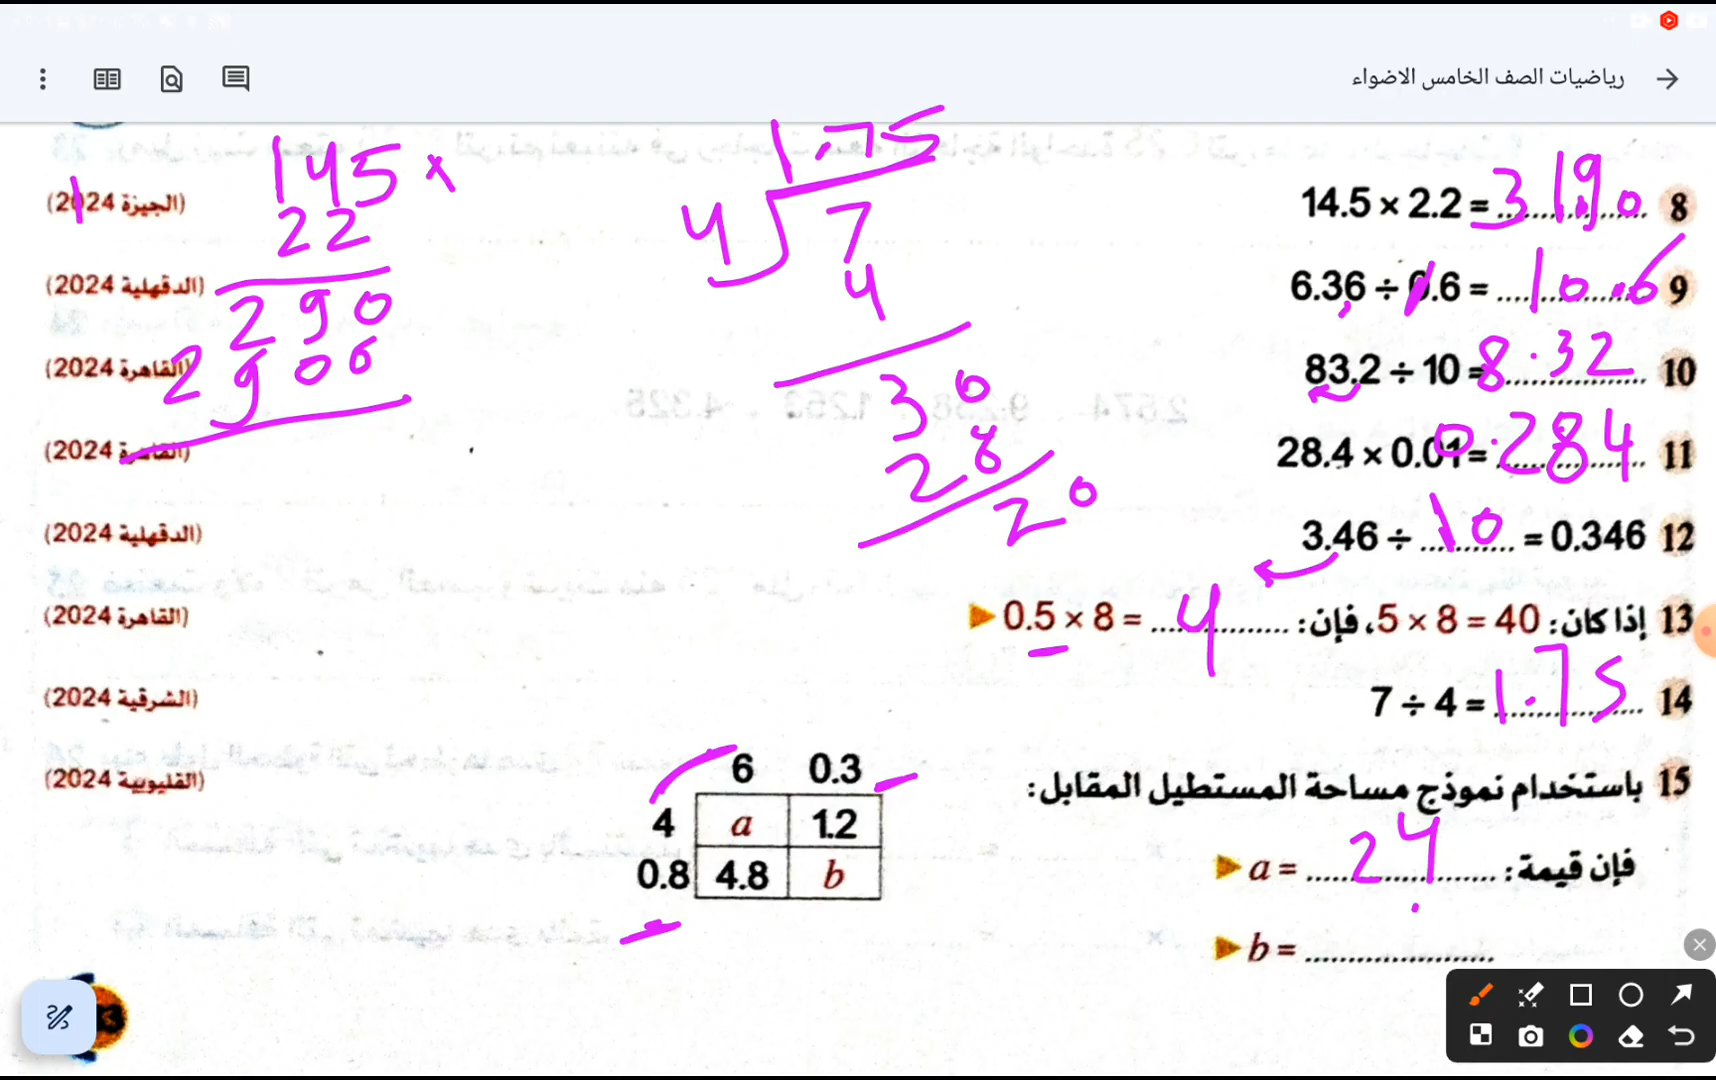 رياضيات الصف الخامس الاضواء
8 14.5 × 2.2 = 31.90 (الجيزة 2024)
9 6.36 ÷ 0.6 = 10.6 (الدقهلية 2024)
10 83.2 ÷ 10 = 8.32 (القاهرة 2024)
11 28.4 × 0.01 = 0.284 (القاهرة 2024)
12 3.46 ÷ 10 = 0.346 (الدقهلية 2024)
13 إذا كان: 5 × 8 = 40، فإن: 0.5 × 8 = 4 (القاهرة 2024)
14 7 ÷ 4 = 1.75 (الشرقية 2024)
15 باستخدام نموذج مساحة المستطيل المقابل: (القليوبية 2024)
6 0.3
4 a 1.2
0.8 4.8 b
فإن قيمة: a = 24
b = ....................
1
145 ×
22
290
2900
1.75
4 7
4
30
28
20